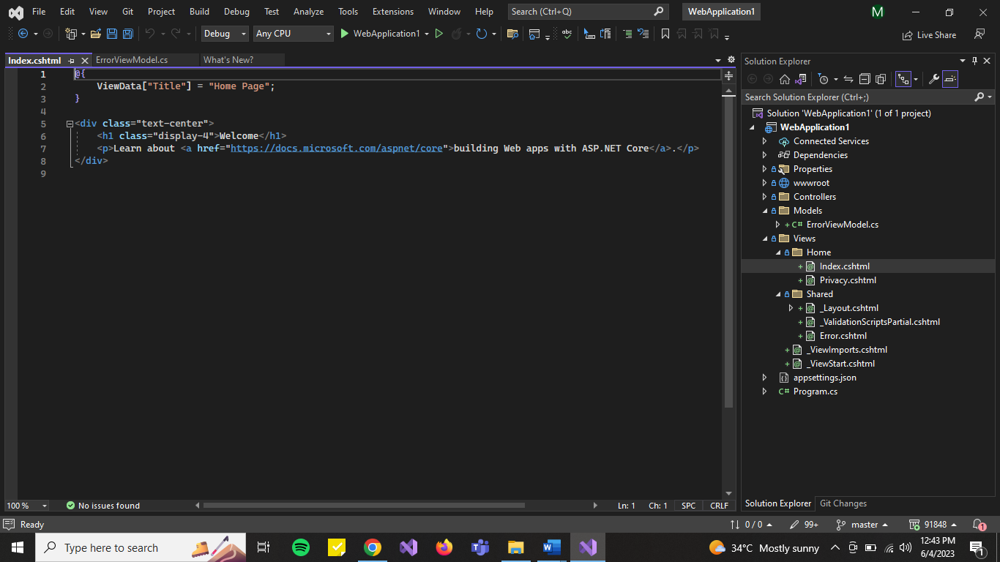 File Edit View Git Project Build Debug Test Analyze Tools Extensions Window Help Search (Ctrl+Q) WebApplication1 M
Debug Any CPU WebApplication1 Live Share
Index.cshtml ErrorViewModel.cs What's New?
1 @{
2 ViewData["Title"] = "Home Page";
3 }
4
5 <div class="text-center">
6 <h1 class="display-4">Welcome</h1>
7 <p>Learn about <a href="https://docs.microsoft.com/aspnet/core">building Web apps with ASP.NET Core</a>.</p>
8 </div>
9
100 % No issues found Ln: 1 Ch: 1 SPC CRLF
Solution Explorer
Search Solution Explorer (Ctrl+;)
Solution 'WebApplication1' (1 of 1 project)
WebApplication1
Connected Services
Dependencies
Properties
wwwroot
Controllers
Models
C# ErrorViewModel.cs
Views
Home
Index.cshtml
Privacy.cshtml
Shared
_Layout.cshtml
_ValidationScriptsPartial.cshtml
Error.cshtml
_ViewImports.cshtml
_ViewStart.cshtml
appsettings.json
C# Program.cs
Solution Explorer Git Changes
Ready 0 / 0 99+ master 91848 1
Type here to search 34°C Mostly sunny 12:43 PM
6/4/2023 1